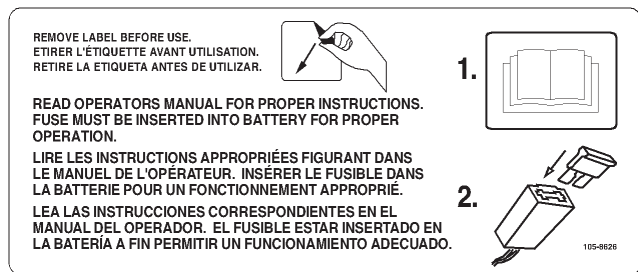 REMOVE LABEL BEFORE USE.
ETIRER L'ÉTIQUETTE AVANT UTILISATION.
RETIRE LA ETIQUETA ANTES DE UTILIZAR.
READ OPERATORS MANUAL FOR PROPER INSTRUCTIONS.
FUSE MUST BE INSERTED INTO BATTERY FOR PROPER
OPERATION.
LIRE LES INSTRUCTIONS APPROPRIÉES FIGURANT DANS
LE MANUEL DE L'OPÉRATEUR. INSÉRER LE FUSIBLE DANS
LA BATTERIE POUR UN FONCTIONNEMENT APPROPRIÉ.
LEA LAS INSTRUCCIONES CORRESPONDIENTES EN EL
MANUAL DEL OPERADOR. EL FUSIBLE ESTAR INSERTADO EN
LA BATERÍA A FIN PERMITIR UN FUNCIONAMIENTO ADECUADO.
1.
2.
105-8626